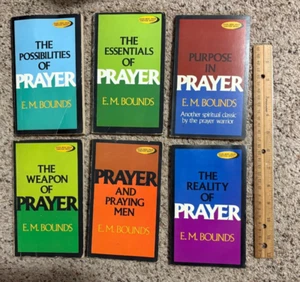 THE
POSSIBILITIES
OF
PRAYER
E. M. BOUNDS
THE
ESSENTIALS
OF
PRAYER
E. M. BOUNDS
PURPOSE
IN
PRAYER
E. M. BOUNDS
Another spiritual classic
by the prayer warrior
THE
WEAPON
OF
PRAYER
E. M. BOUNDS
PRAYER
AND
PRAYING
MEN
E. M. BOUNDS
THE
REALITY
OF
PRAYER
E. M. BOUNDS